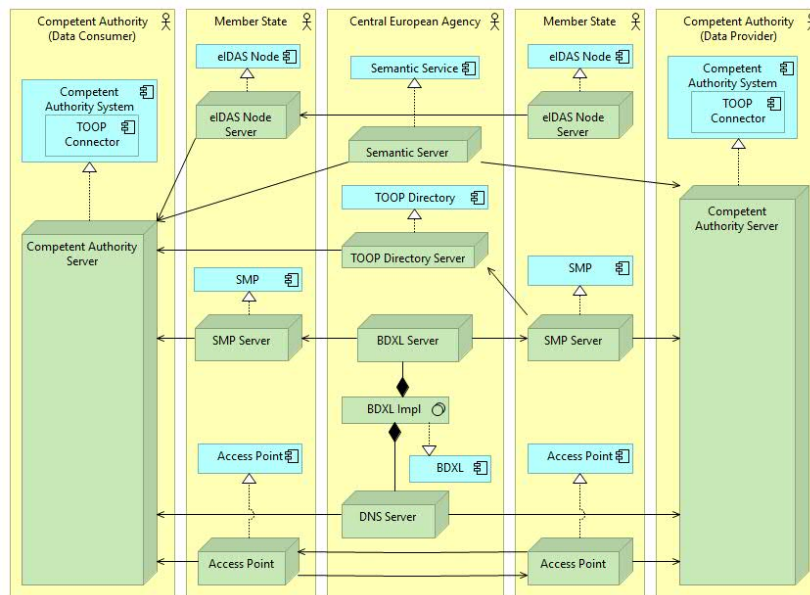 Competent Authority
(Data Consumer)
Member State
Central European Agency
Member State
Competent Authority
(Data Provider)
eIDAS Node
Semantic Service
eIDAS Node
Competent
Authority System
TOOP
Connector
Competent
Authority System
TOOP
Connector
eIDAS Node
Server
eIDAS Node
Server
Semantic Server
TOOP Directory
Competent Authority
Server
TOOP Directory Server
Competent
Authority Server
SMP
SMP
SMP Server
BDXL Server
SMP Server
BDXL Impl
Access Point
BDXL
Access Point
DNS Server
Access Point
Access Point